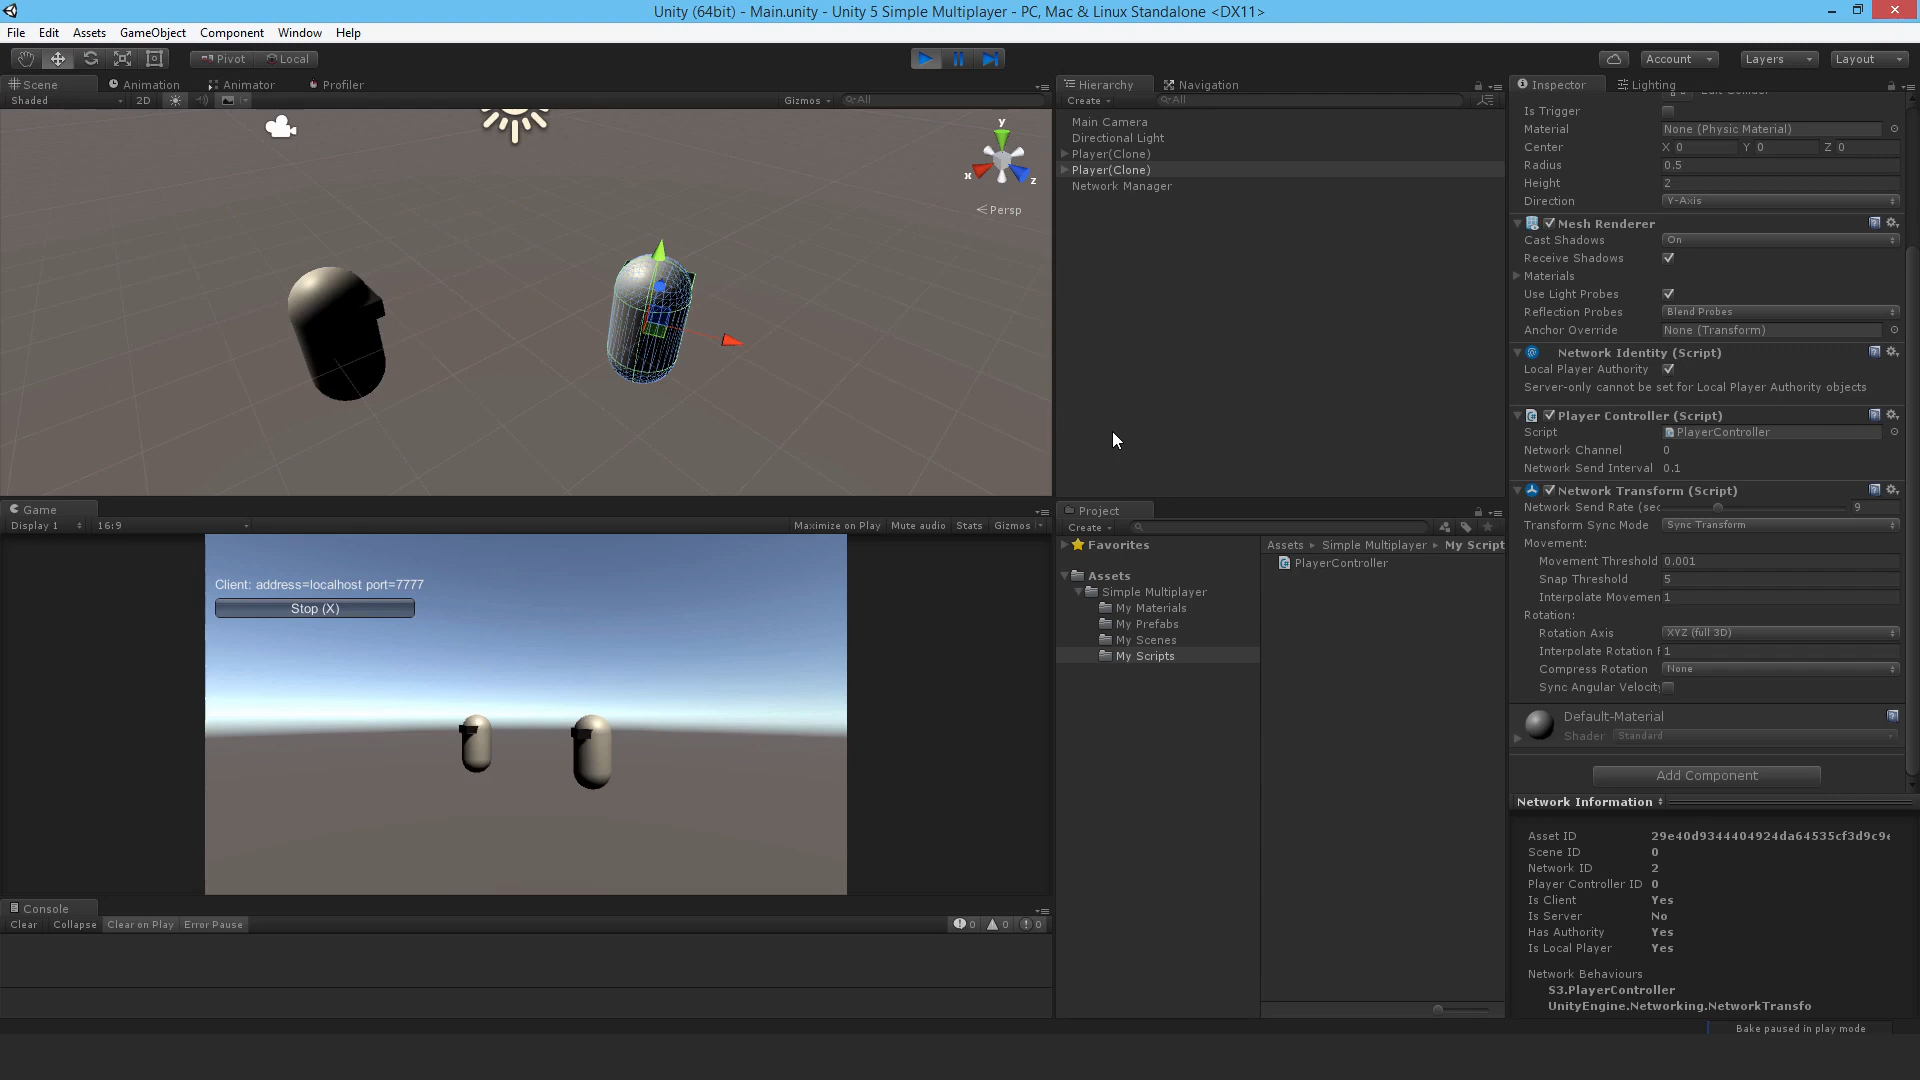 Unity (64bit) - Main.unity - Unity 5 Simple Multiplayer - PC, Mac & Linux Standalone <DX11>
File Edit Assets GameObject Component Window Help
Pivot Local Account Layers Layout
Scene Animation Animator Profiler
Shaded 2D Gizmos All
y
x
z
Persp
Hierarchy Navigation
Create All
Main Camera
Directional Light
Player(Clone)
Player(Clone)
Network Manager
Game
Display 1 16:9 Maximize on Play Mute audio Stats Gizmos
Client: address=localhost port=7777
Stop (X)
Console
Clear Collapse Clear on Play Error Pause 0 0 0
Project
Create
Favorites
Assets
Simple Multiplayer
My Materials
My Prefabs
My Scenes
My Scripts
Assets Simple Multiplayer My Script
PlayerController
Inspector Lighting
Is Trigger
Material None (Physic Material)
Center X 0 Y 0 Z 0
Radius 0.5
Height 2
Direction Y-Axis
Mesh Renderer
Cast Shadows On
Receive Shadows
Materials
Use Light Probes
Reflection Probes Blend Probes
Anchor Override None (Transform)
Network Identity (Script)
Local Player Authority
Server-only cannot be set for Local Player Authority objects
Player Controller (Script)
Script PlayerController
Network Channel 0
Network Send Interval 0.1
Network Transform (Script)
Network Send Rate (sec 9
Transform Sync Mode Sync Transform
Movement:
Movement Threshold 0.001
Snap Threshold 5
Interpolate Movemen 1
Rotation:
Rotation Axis XYZ (full 3D)
Interpolate Rotation F 1
Compress Rotation None
Sync Angular Velocity
Default-Material
Shader Standard
Add Component
Network Information
Asset ID 29e40d9344404924da64535cf3d9c9e
Scene ID 0
Network ID 2
Player Controller ID 0
Is Client Yes
Is Server No
Has Authority Yes
Is Local Player Yes
Network Behaviours
S3.PlayerController
UnityEngine.Networking.NetworkTransfo
Bake paused in play mode